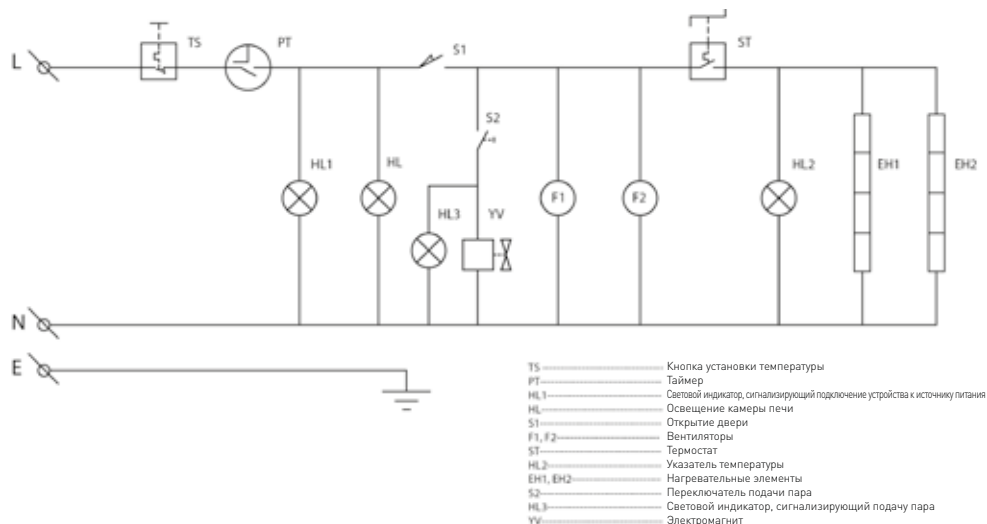 TS PT S1 ST
L
S2
HL1 HL HL2 EH1 EH2
F1 F2
HL3 YV
N
E
TS Кнопка установки температуры
PT Таймер
HL1 Световой индикатор, сигнализирующий подключение устройства к источнику питания
HL Освещение камеры печи
S1 Открытие двери
F1, F2 Вентиляторы
ST Термостат
HL2 Указатель температуры
EH1, EH2 Нагревательные элементы
S2 Переключатель подачи пара
HL3 Световой индикатор, сигнализирующий подачу пара
YV Электромагнит